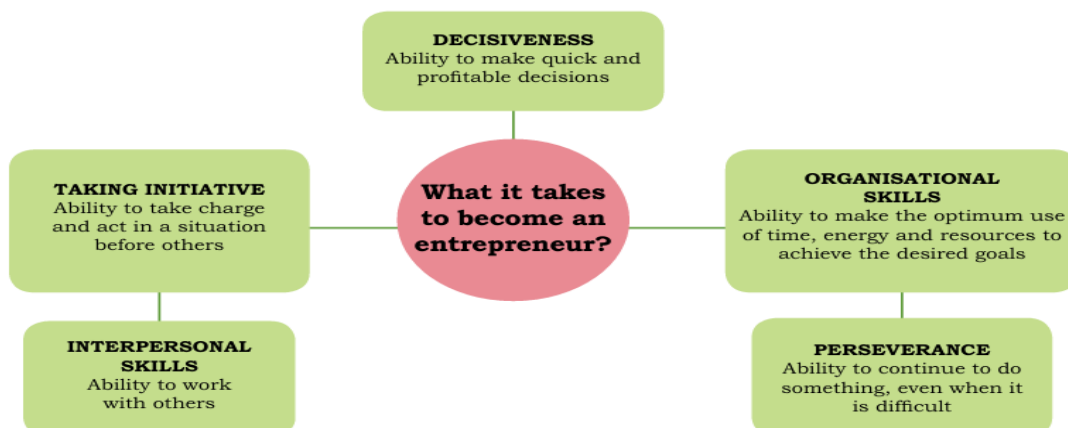 DECISIVENESS
Ability to make quick and
profitable decisions
What it takes
to become an
entrepreneur?
TAKING INITIATIVE
Ability to take charge
and act in a situation
before others
ORGANISATIONAL
SKILLS
Ability to make the optimum use
of time, energy and resources to
achieve the desired goals
INTERPERSONAL
SKILLS
Ability to work
with others
PERSEVERANCE
Ability to continue to do
something, even when it
is difficult